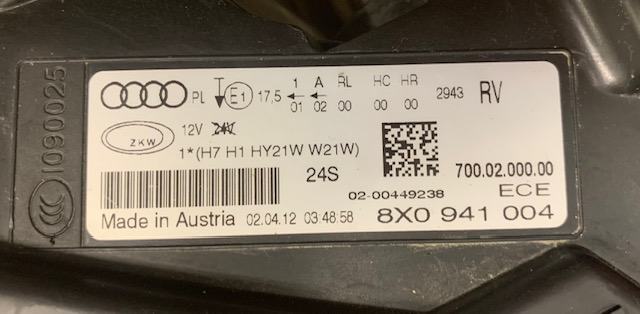 1090025
CCC
PL E1 17,5 1 A RL HC HR 2943 RV
01 02 00 00 00
ZKW 12V 24V
1*(H7 H1 HY21W W21W) 700.02.000.00
24S 02-00449238 ECE
Made in Austria 02.04.12 03:48:58 8X0 941 004